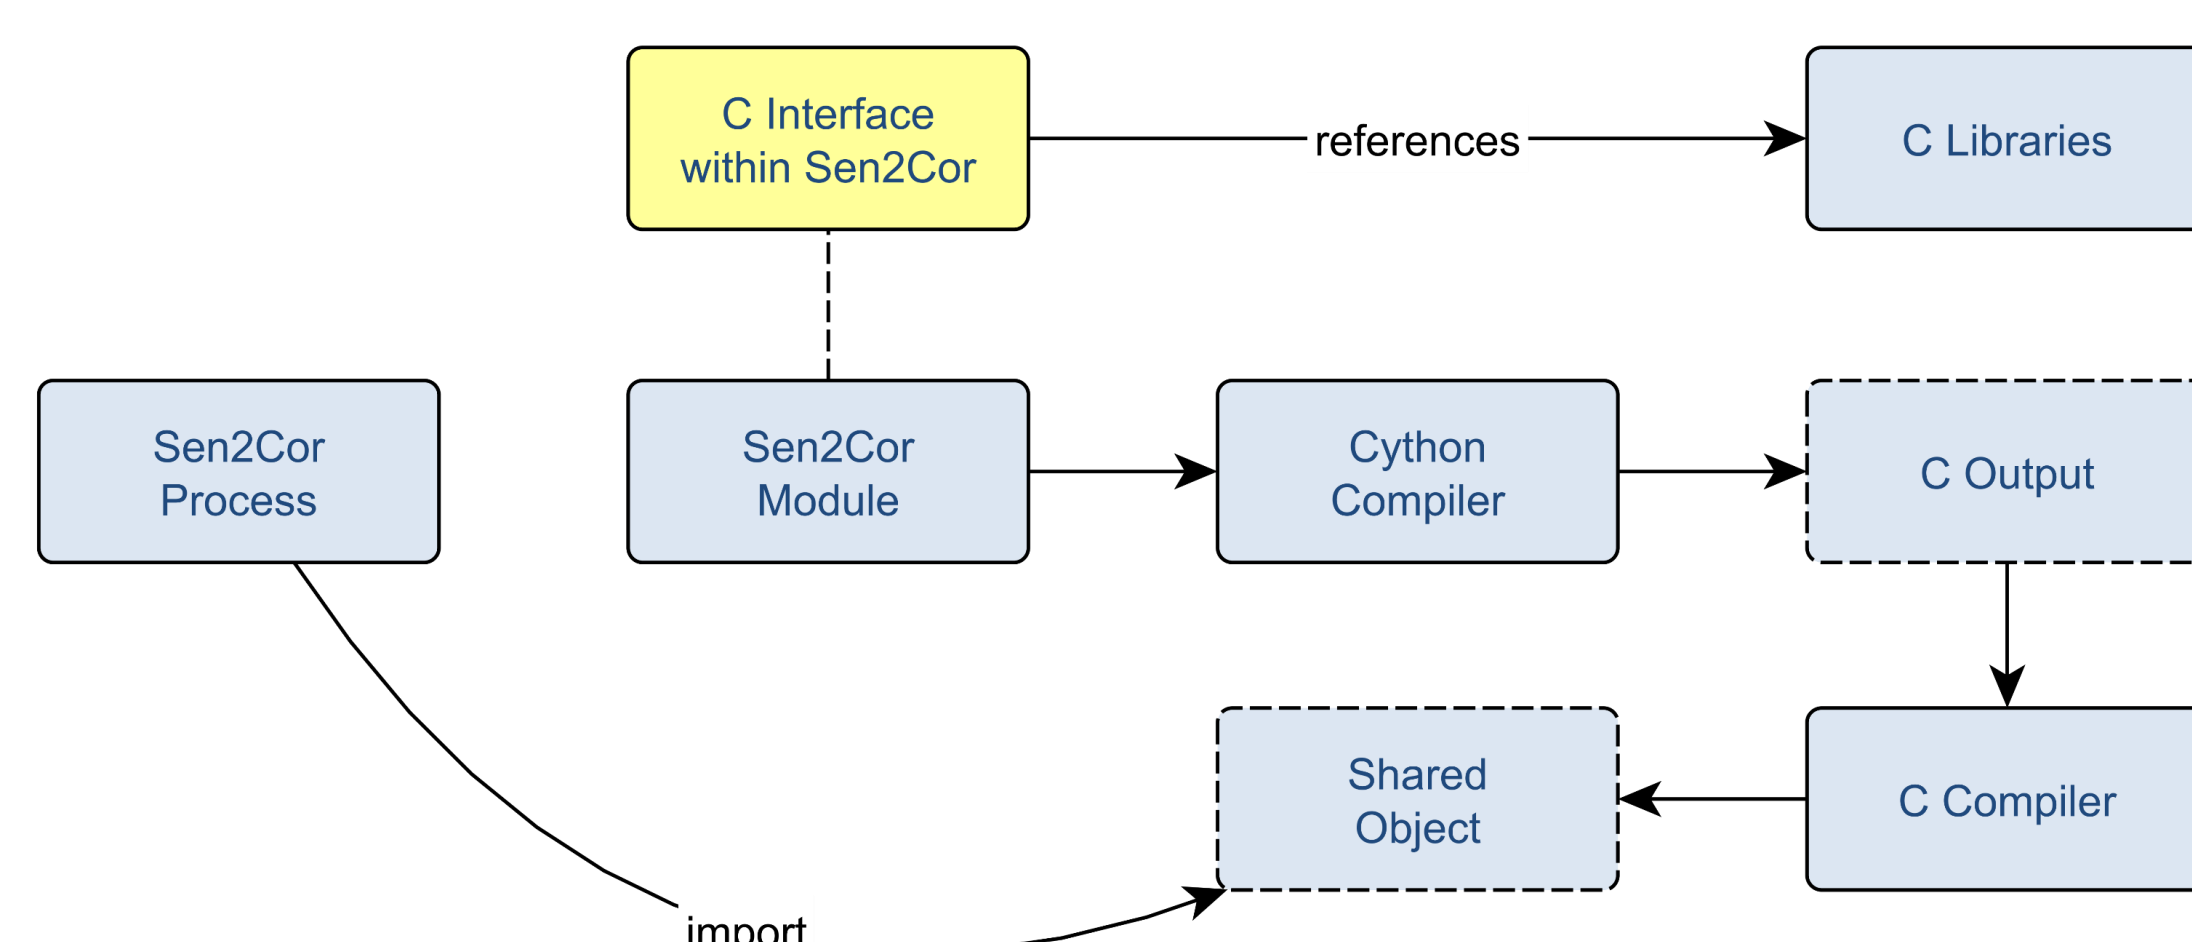 C Interface
within Sen2Cor
references
C Libraries
Sen2Cor
Process
Sen2Cor
Module
Cython
Compiler
C Output
Shared
Object
C Compiler
import